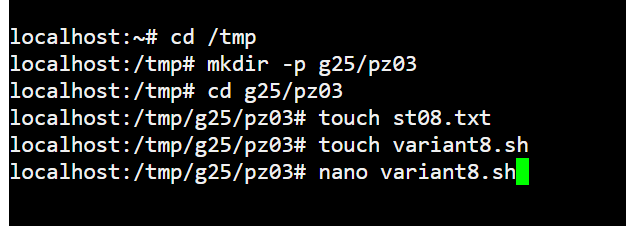 localhost:~# cd /tmp
localhost:/tmp# mkdir -p g25/pz03
localhost:/tmp# cd g25/pz03
localhost:/tmp/g25/pz03# touch st08.txt
localhost:/tmp/g25/pz03# touch variant8.sh
localhost:/tmp/g25/pz03# nano variant8.sh